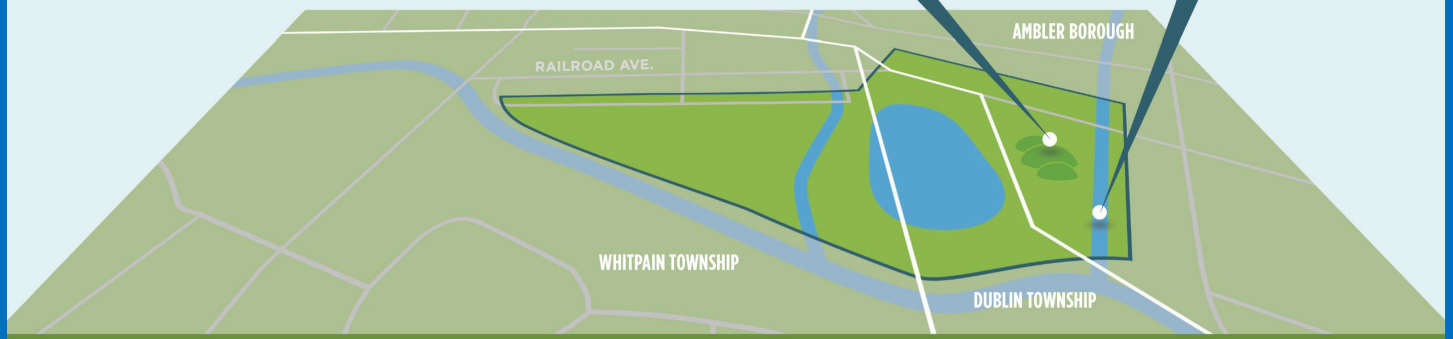 AMBLER BOROUGH
RAILROAD AVE.
WHITPAIN TOWNSHIP
DUBLIN TOWNSHIP